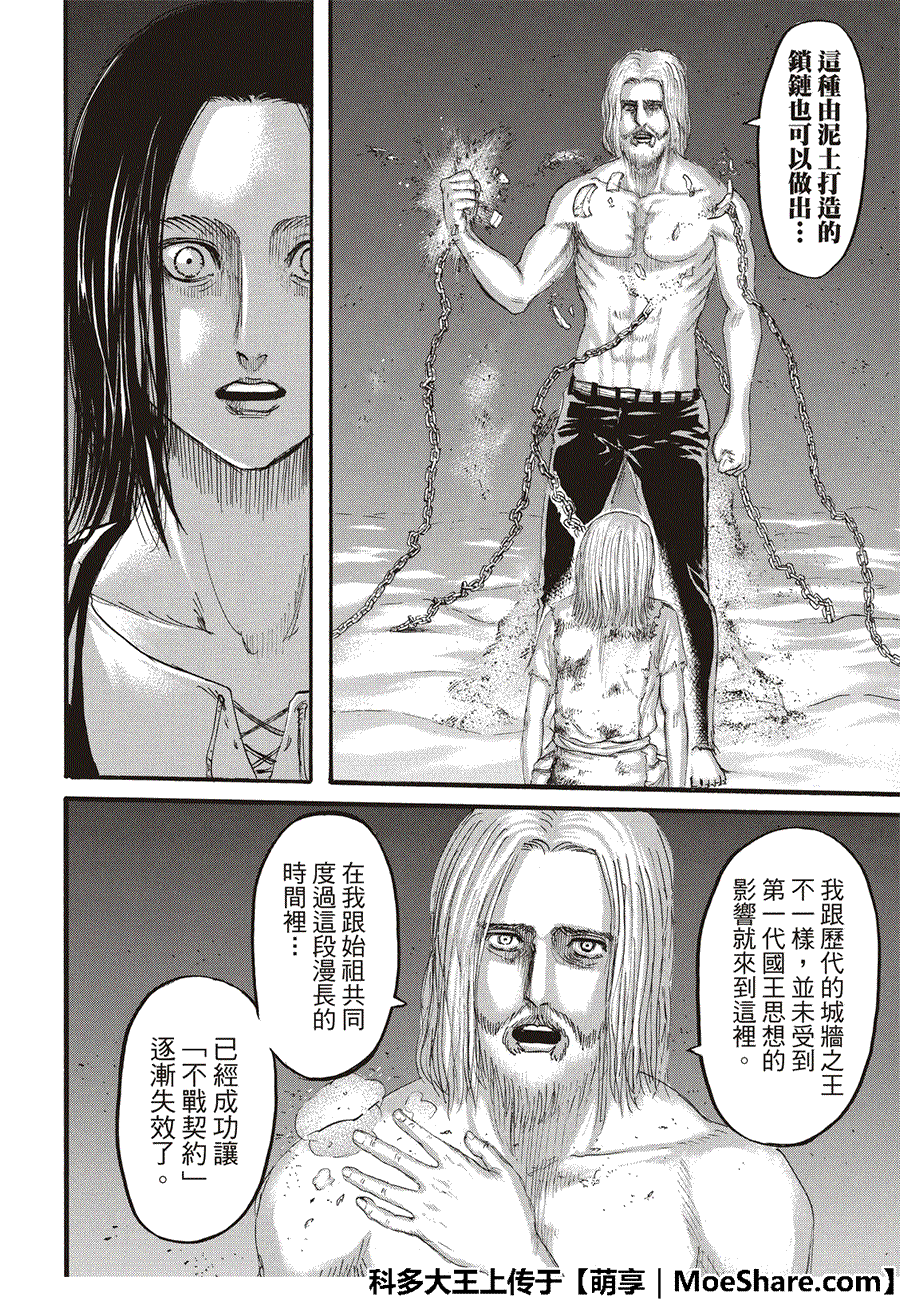 這種由泥土打造的
鎖鏈也可以做出…
我跟歷代的城牆之王
不一樣，並未受到
第一代國王思想的
影響就來到這裡。
在我跟始祖共同
度過這段漫長的
時間裡…
已經成功讓
「不戰契約」
逐漸失效了。
科多大王上传于【萌享｜MoeShare.com】